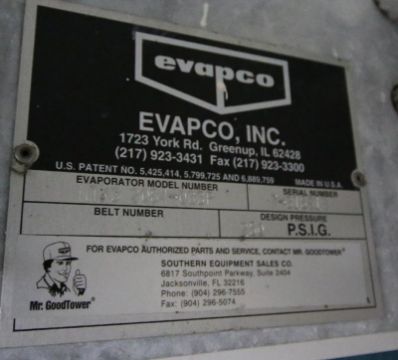 evapco
EVAPCO, INC.
1723 York Rd. Greenup, IL 62428
(217) 923-3431 Fax (217) 923-3300
U.S. PATENT NO. 5,425,414, 5,799,725 AND 6,889,759 MADE IN U.S.A.
EVAPORATOR MODEL NUMBER SERIAL NUMBER
BELT NUMBER DESIGN PRESSURE
P.S.I.G.
FOR EVAPCO AUTHORIZED PARTS AND SERVICE, CONTACT MR. GOODTOWER®
SOUTHERN EQUIPMENT SALES CO.
6817 Southpoint Parkway, Suite 2404
Jacksonville, FL 32216
Phone: (904) 296-7555
Fax: (904) 296-5074
Mr. GoodTower®